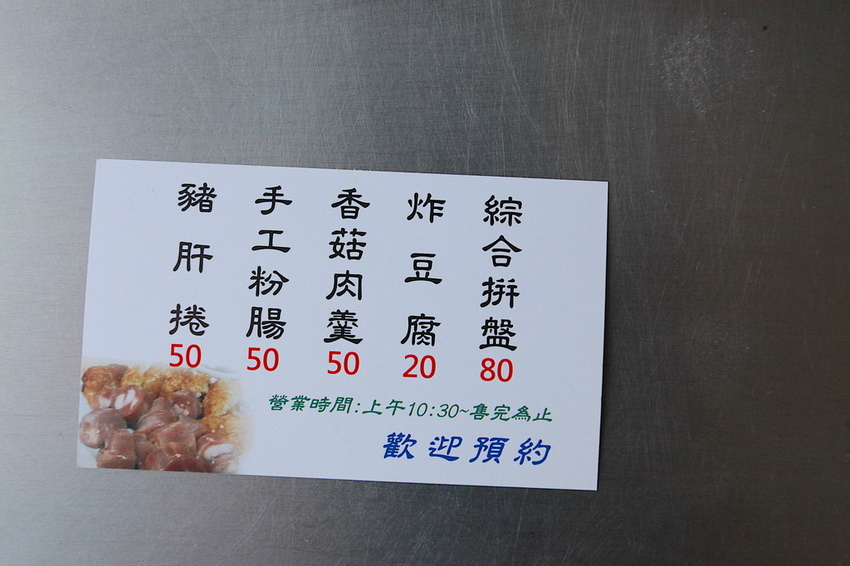 綜合拼盤
80
炸豆腐
20
香菇肉羹
50
手工粉腸
50
豬肝捲
50
營業時間:上午10:30~售完為止
歡迎預約